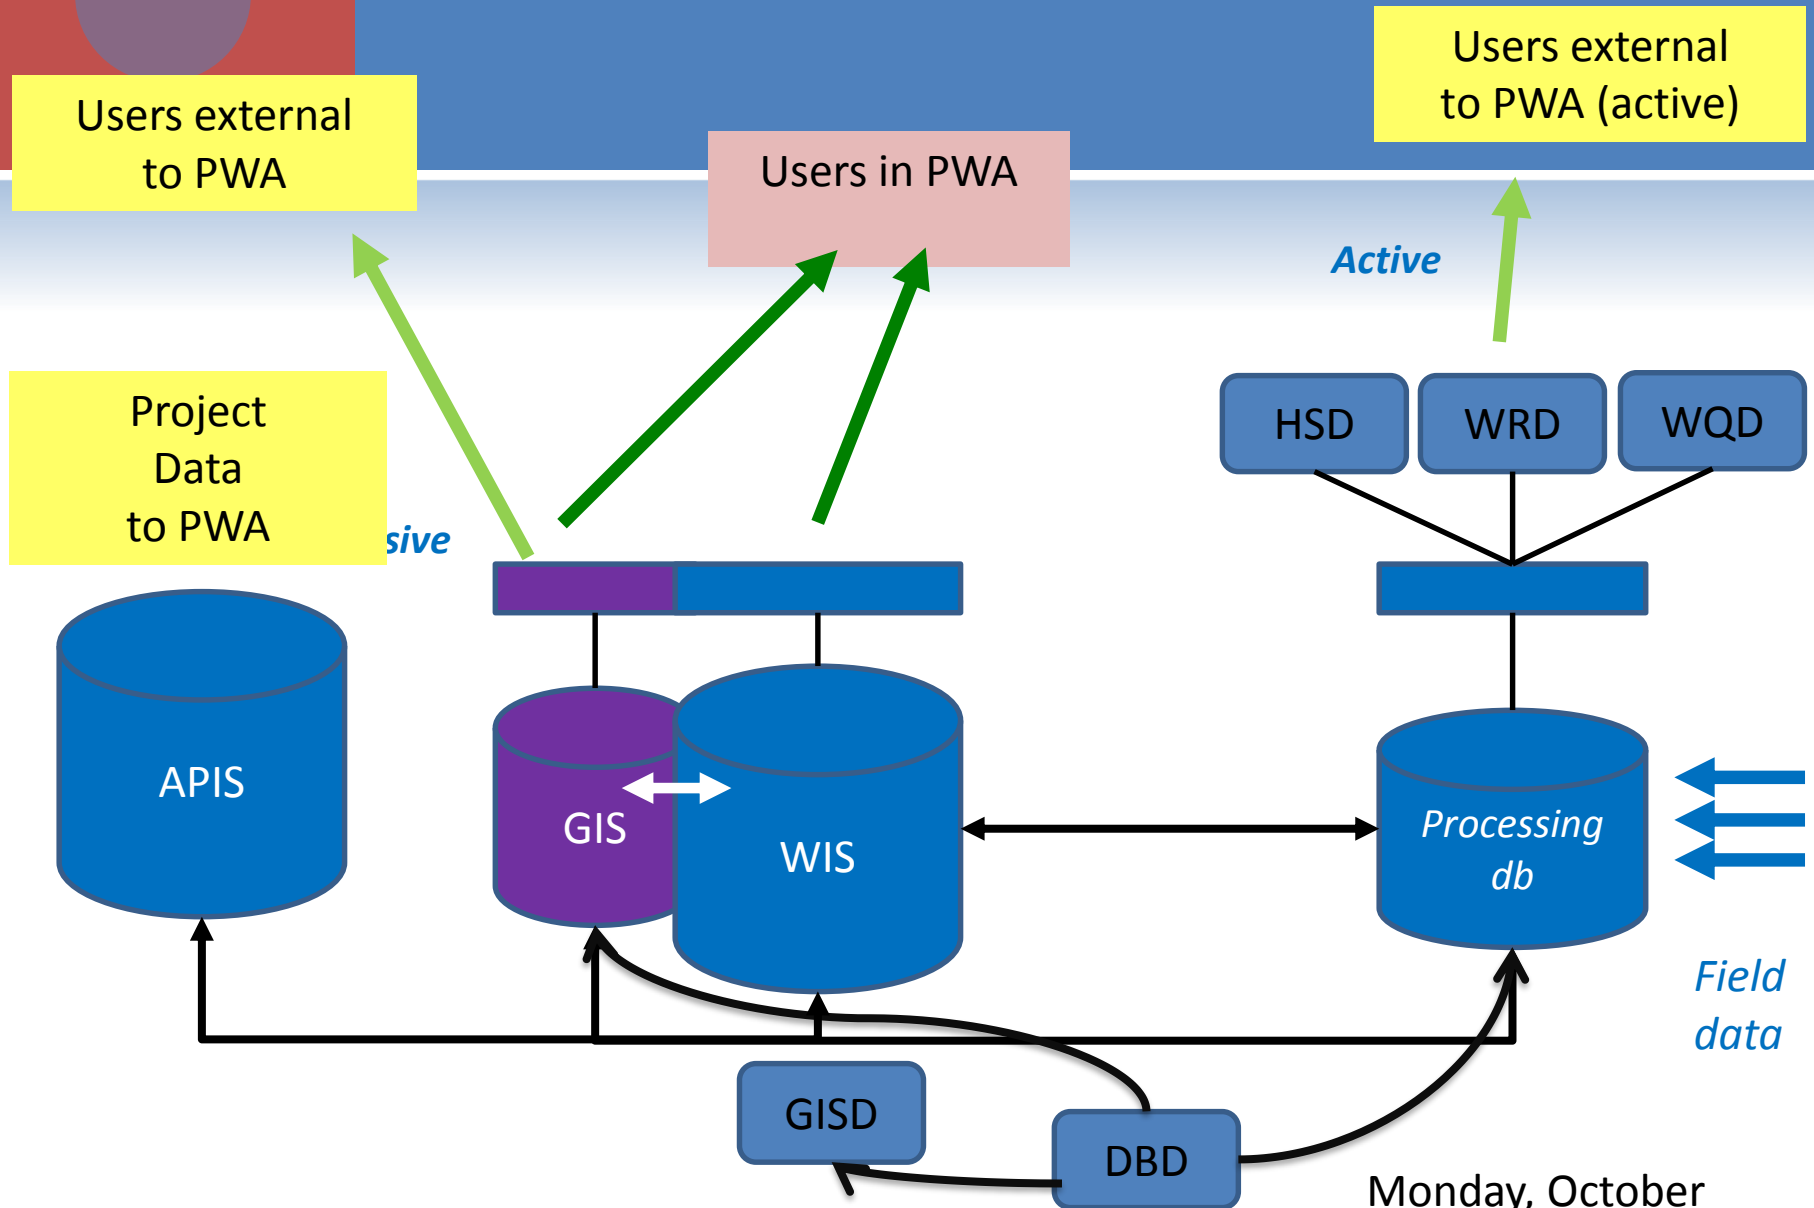 Users external
to PWA
Users in PWA
Users external
to PWA (active)
Active
Project
Data
to PWA
sive
HSD
WRD
WQD
APIS
GIS
WIS
Processing
db
Field
data
GISD
DBD
Monday, October